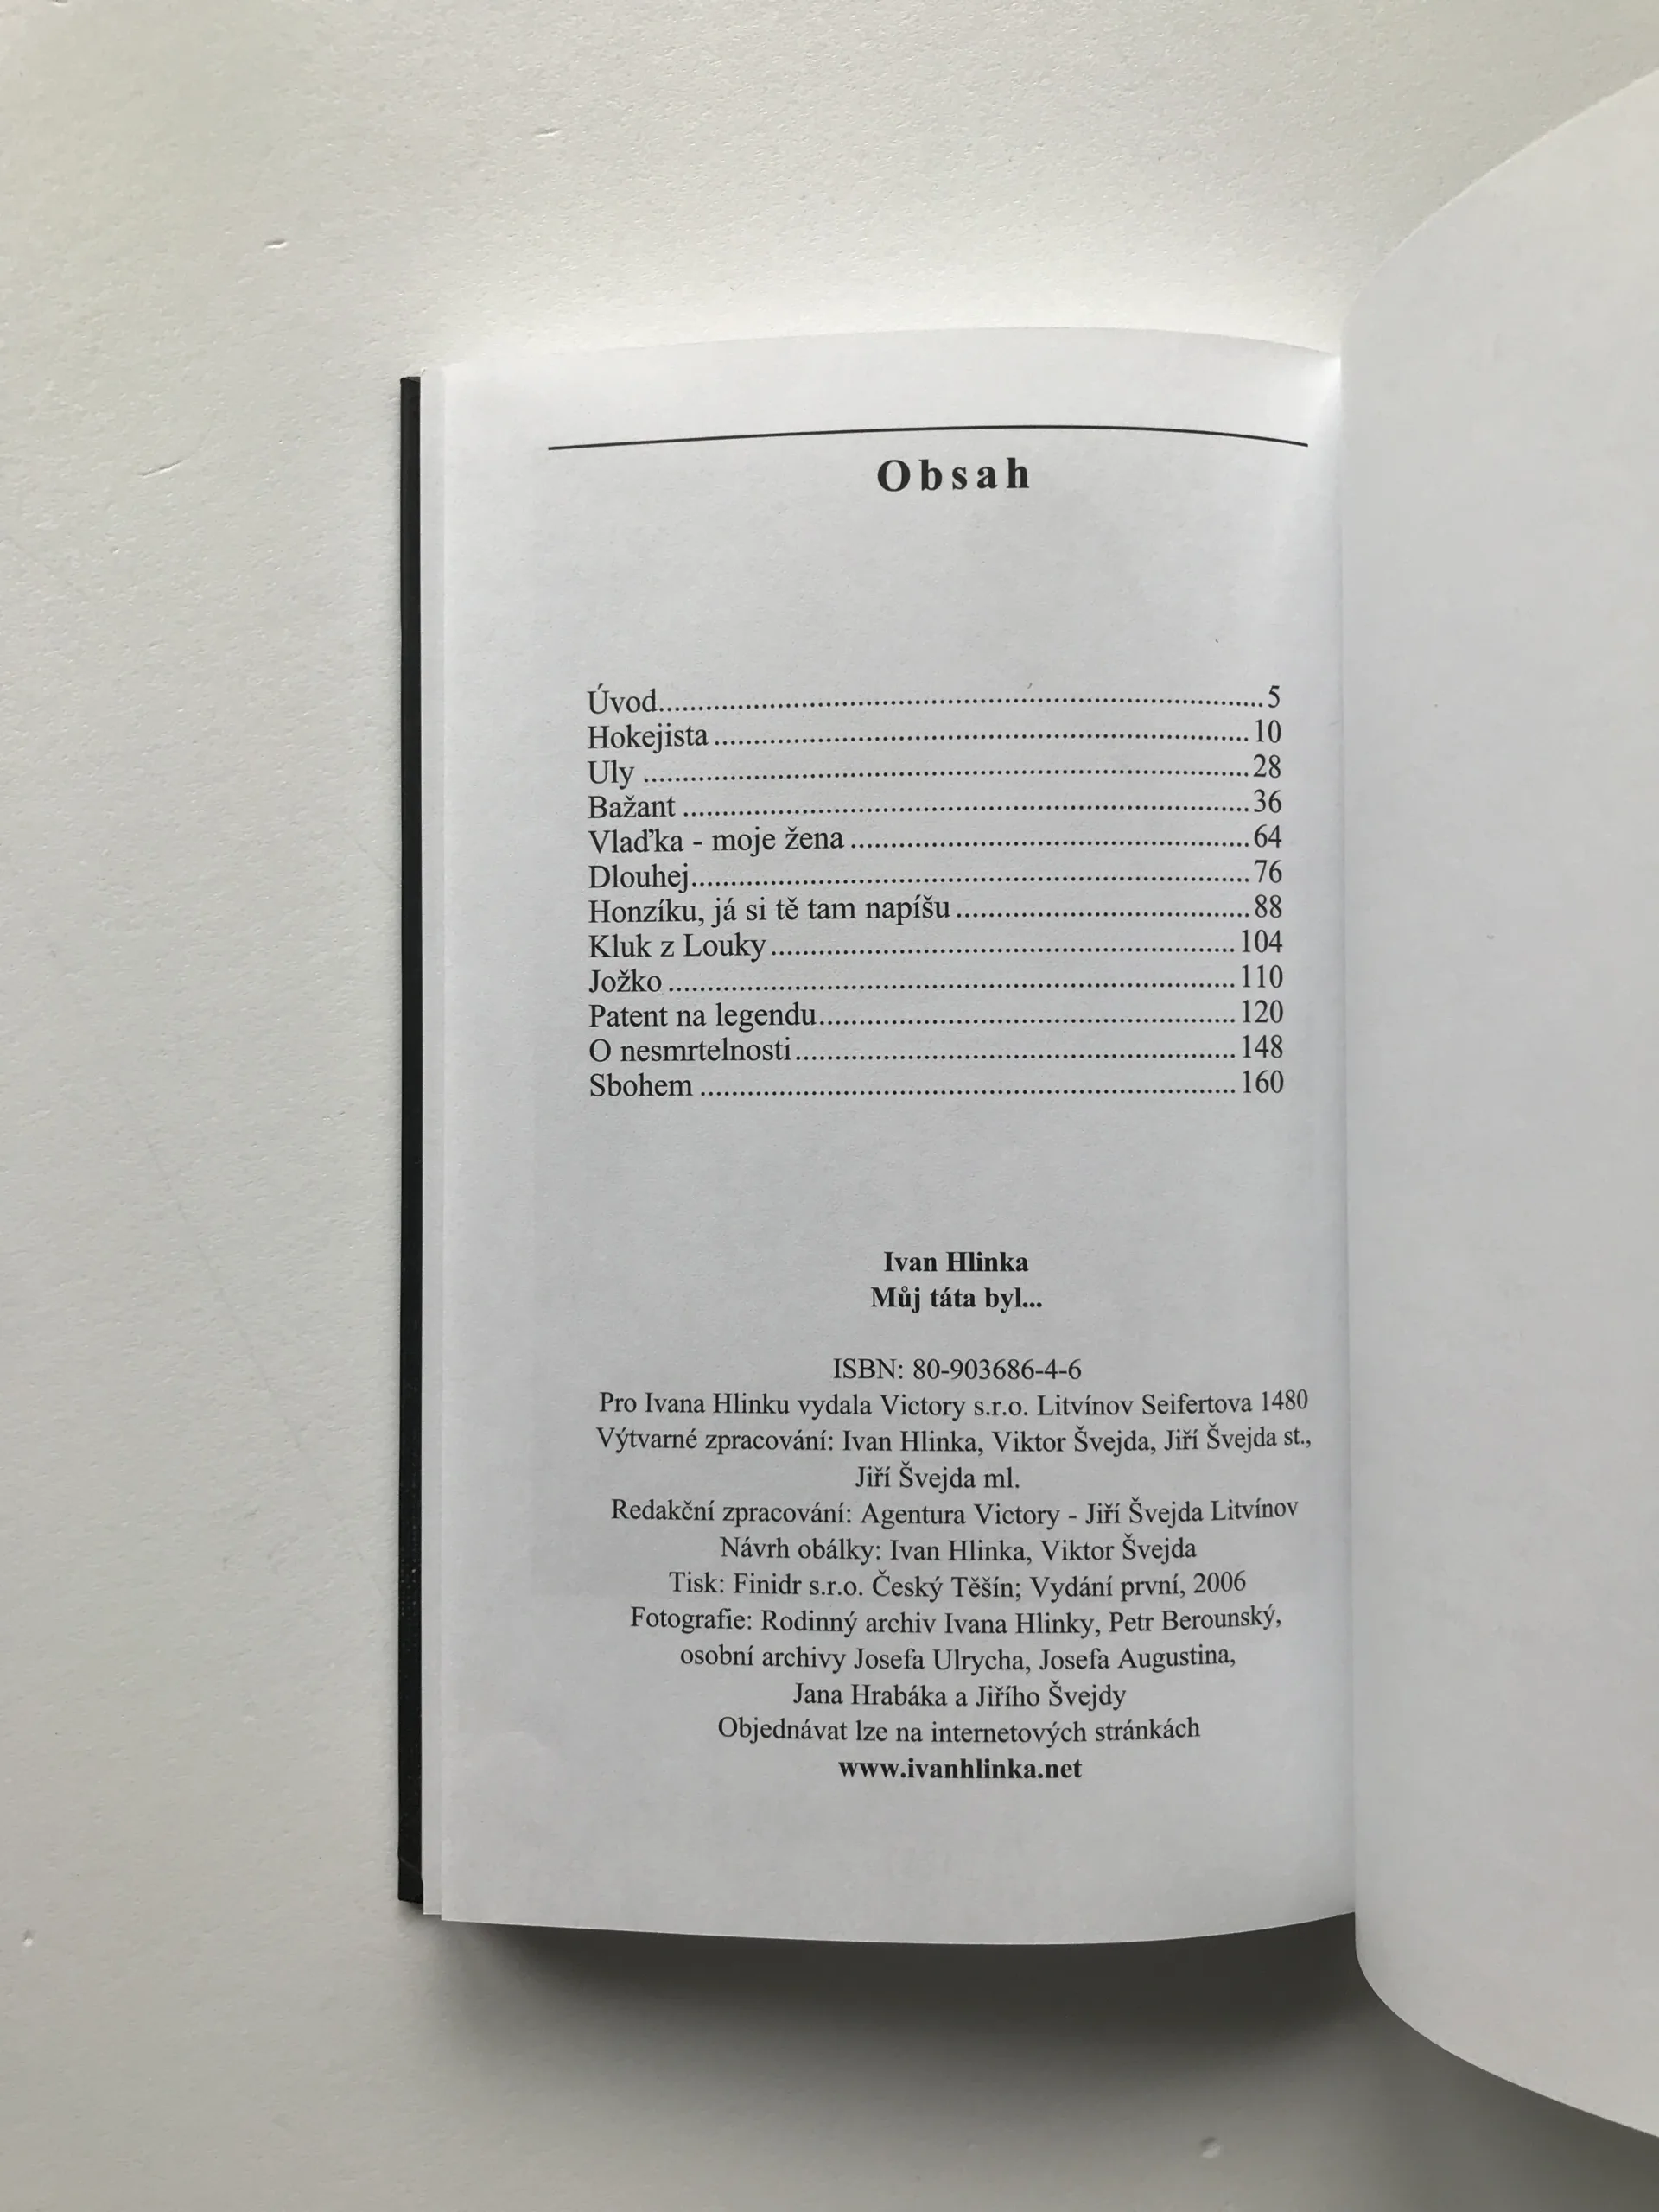 Obsah
Úvod..........................................................................5
Hokejista..................................................................10
Uly...........................................................................28
Bažant......................................................................36
Vlaďka - moje žena..................................................64
Dlouhej.....................................................................76
Honzíku, já si tě tam napíšu.....................................88
Kluk z Louky..........................................................104
Jožko.......................................................................110
Patent na legendu....................................................120
O nesmrtelnosti.......................................................148
Sbohem...................................................................160
Ivan Hlinka
Můj táta byl...
ISBN: 80-903686-4-6
Pro Ivana Hlinku vydala Victory s.r.o. Litvínov Seifertova 1480
Výtvarné zpracování: Ivan Hlinka, Viktor Švejda, Jiří Švejda st.,
Jiří Švejda ml.
Redakční zpracování: Agentura Victory - Jiří Švejda Litvínov
Návrh obálky: Ivan Hlinka, Viktor Švejda
Tisk: Finidr s.r.o. Český Těšín; Vydání první, 2006
Fotografie: Rodinný archiv Ivana Hlinky, Petr Berounský,
osobní archivy Josefa Ulrycha, Josefa Augustina,
Jana Hrabáka a Jiřího Švejdy
Objednávat lze na internetových stránkách
www.ivanhlinka.net